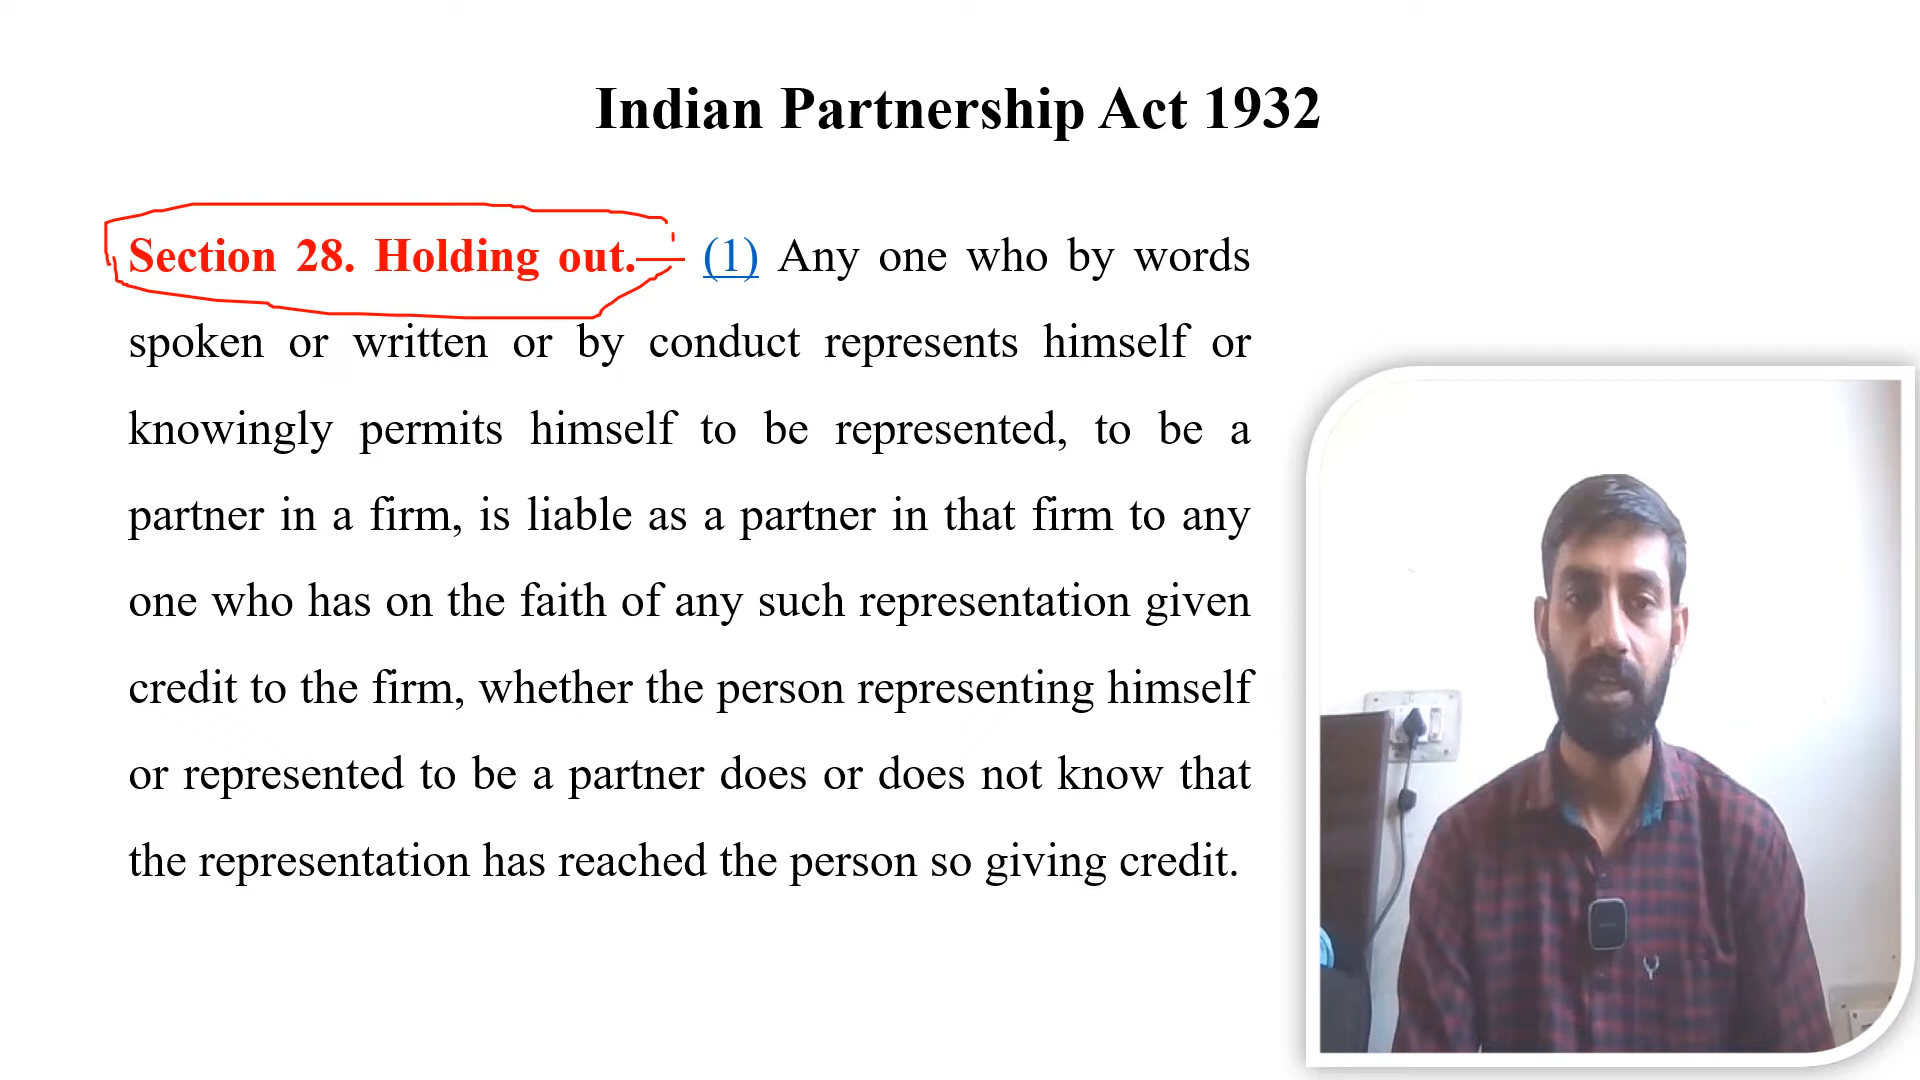 Indian Partnership Act 1932
Section 28. Holding out.— (1) Any one who by words
spoken or written or by conduct represents himself or
knowingly permits himself to be represented, to be a
partner in a firm, is liable as a partner in that firm to any
one who has on the faith of any such representation given
credit to the firm, whether the person representing himself
or represented to be a partner does or does not know that
the representation has reached the person so giving credit.